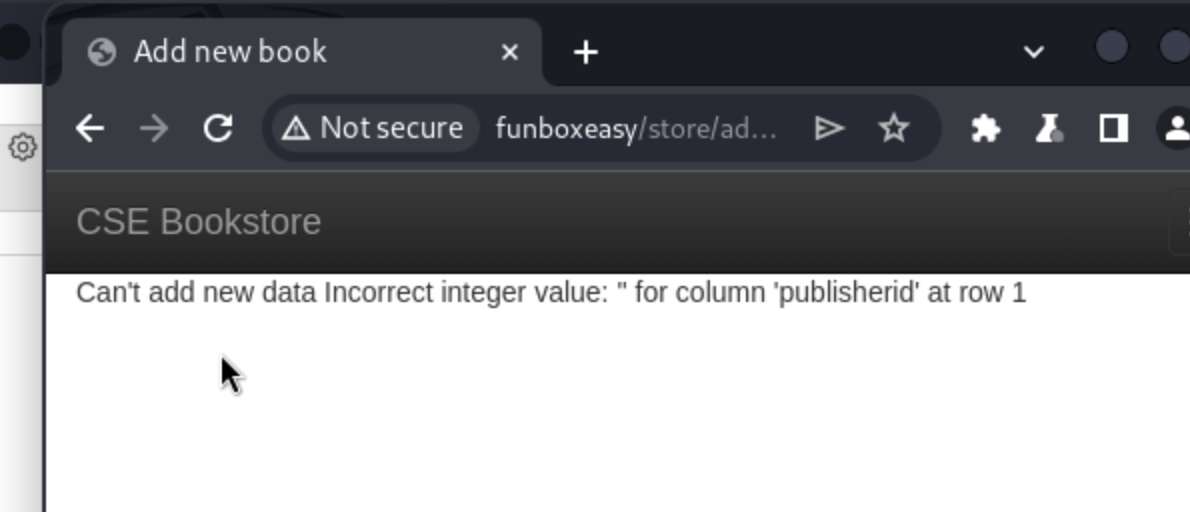 Add new book
Not secure funboxeasy/store/ad...
CSE Bookstore
Can't add new data Incorrect integer value: '' for column 'publisherid' at row 1